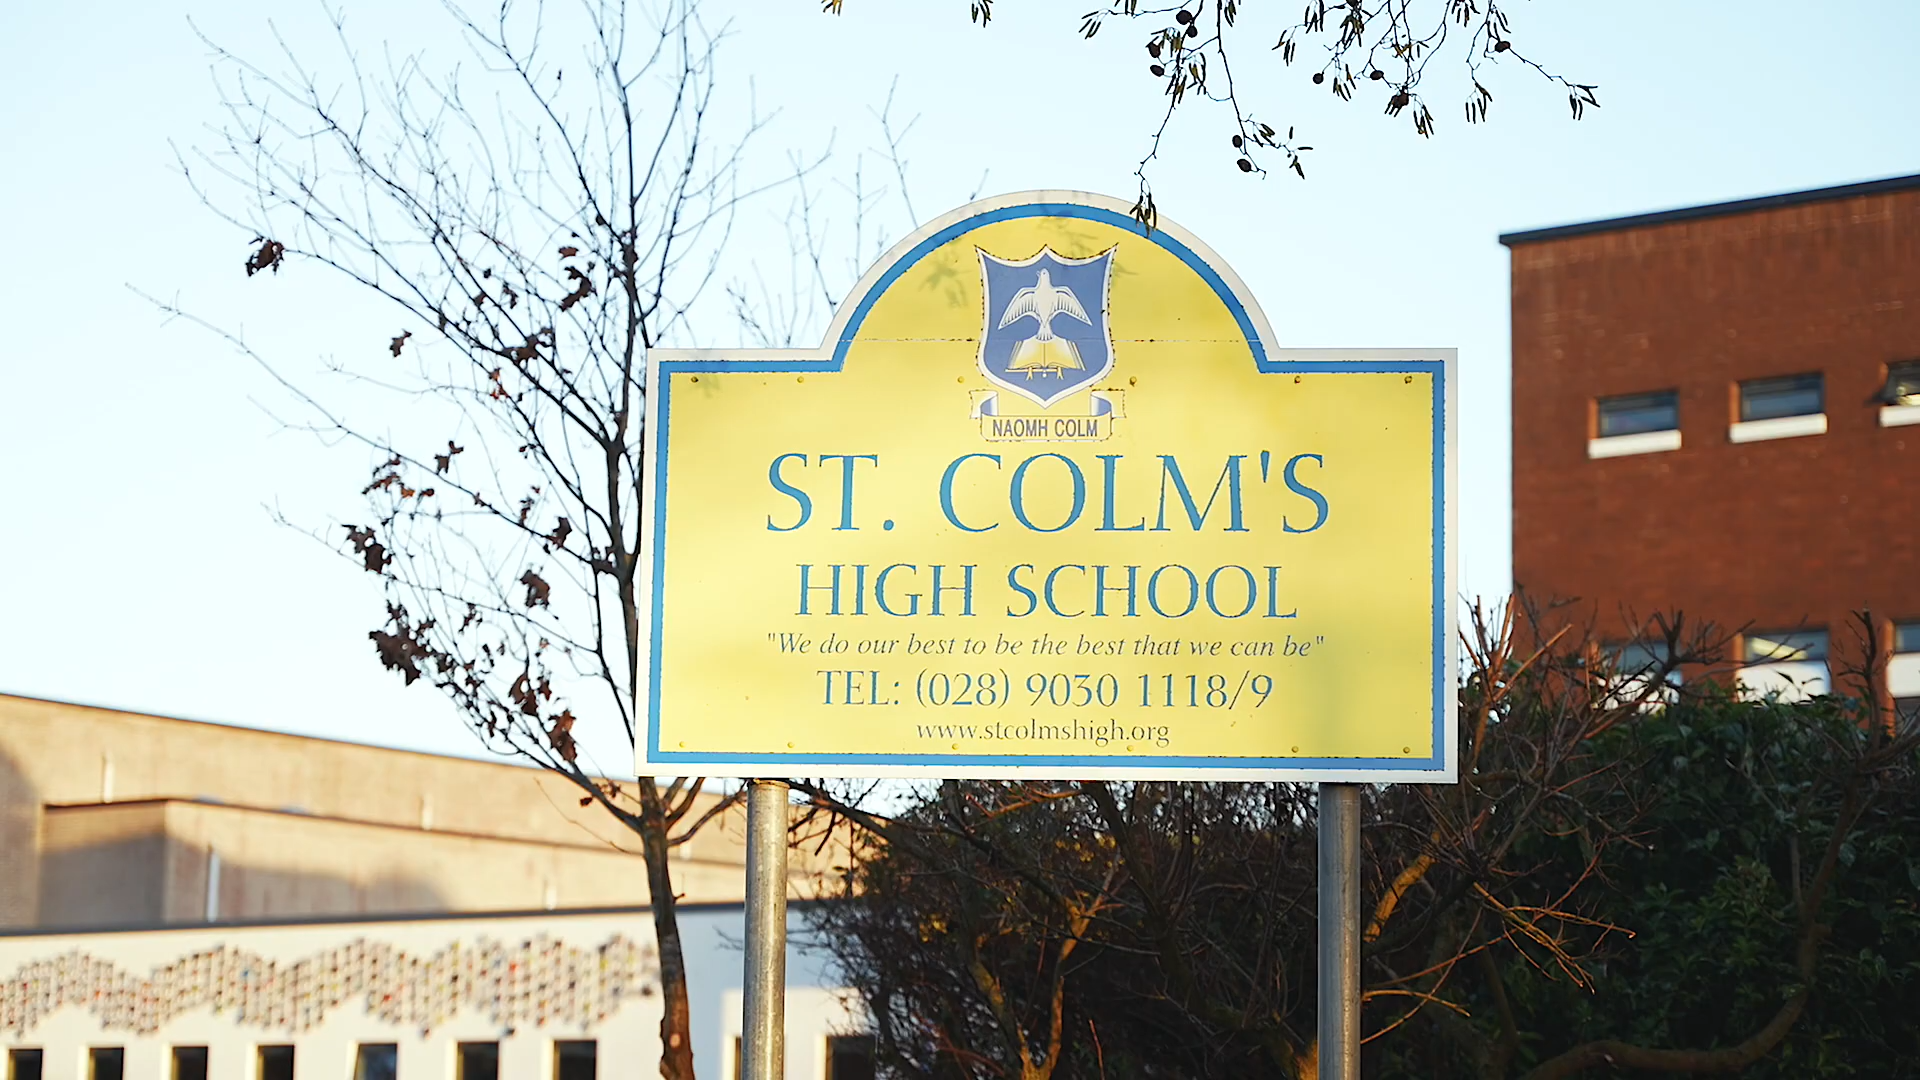 NAOMH COLM
ST. COLM'S
HIGH SCHOOL
"We do our best to be the best that we can be"
TEL: (028) 9030 1118/9
www.stcolmshigh.org